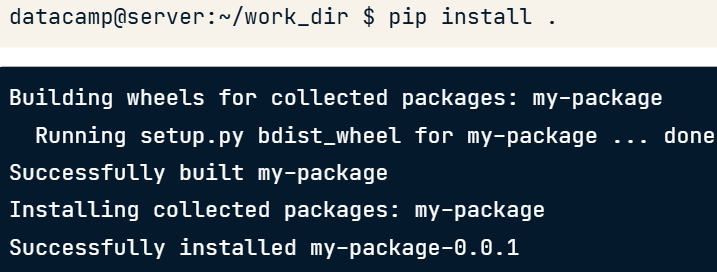 datacamp@server:~/work_dir $ pip install .
Building wheels for collected packages: my-package
Running setup.py bdist_wheel for my-package ... done
Successfully built my-package
Installing collected packages: my-package
Successfully installed my-package-0.0.1